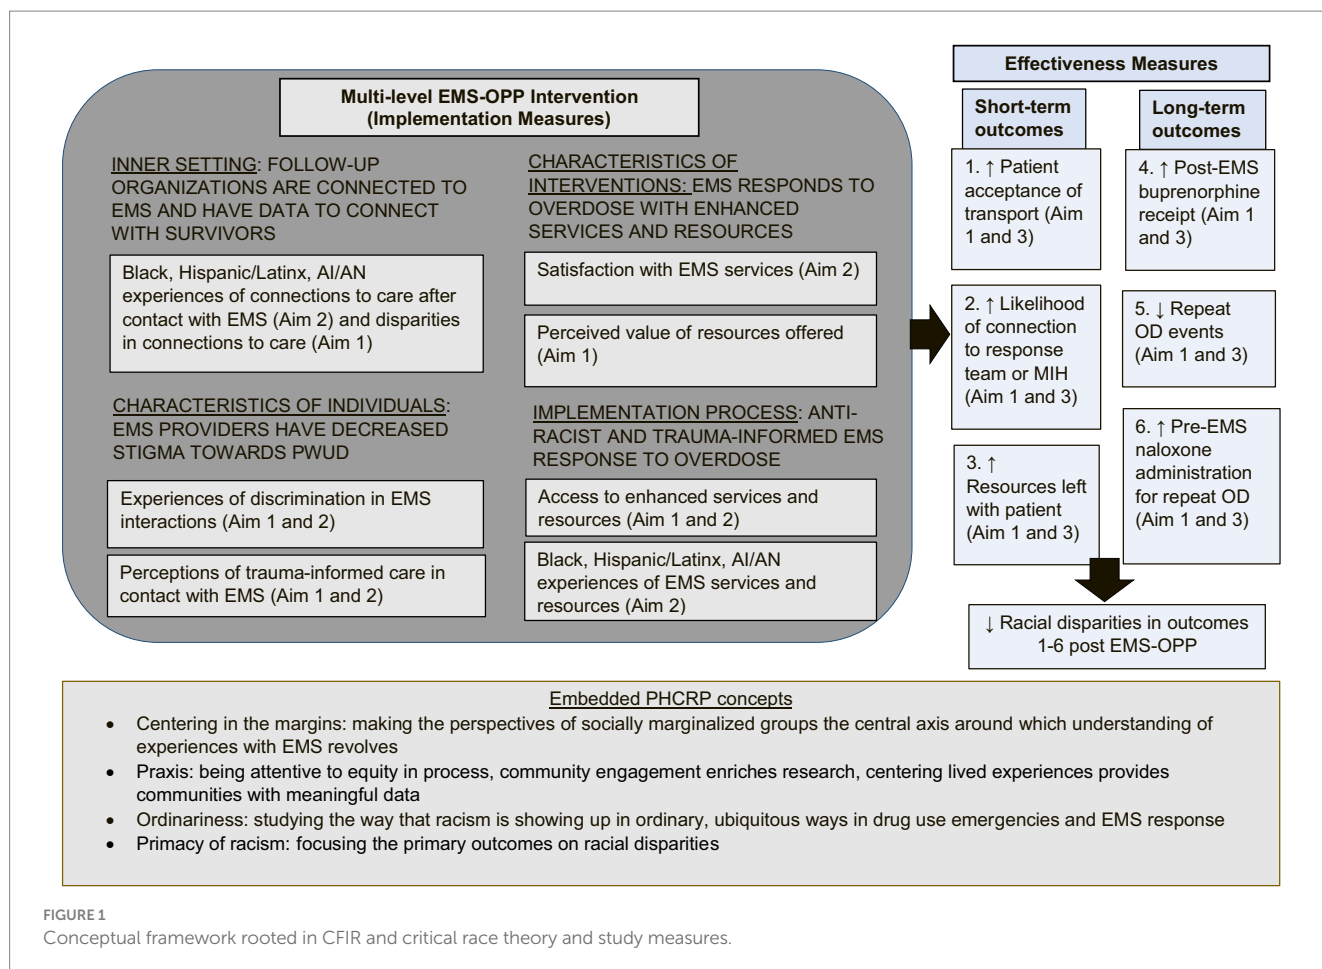 Multi-level EMS-OPP Intervention
(Implementation Measures)
INNER SETTING: FOLLOW-UP
ORGANIZATIONS ARE CONNECTED TO
EMS AND HAVE DATA TO CONNECT
WITH SURVIVORS
Black, Hispanic/Latinx, AI/AN
experiences of connections to care after
contact with EMS (Aim 2) and disparities
in connections to care (Aim 1)
CHARACTERISTICS OF
INTERVENTIONS: EMS RESPONDS TO
OVERDOSE WITH ENHANCED
SERVICES AND RESOURCES
Satisfaction with EMS services (Aim 2)
Perceived value of resources offered
(Aim 1)
CHARACTERISTICS OF INDIVIDUALS:
EMS PROVIDERS HAVE DECREASED
STIGMA TOWARDS PWUD
Experiences of discrimination in EMS
interactions (Aim 1 and 2)
Perceptions of trauma-informed care in
contact with EMS (Aim 1 and 2)
IMPLEMENTATION PROCESS: ANTI-
RACIST AND TRAUMA-INFORMED EMS
RESPONSE TO OVERDOSE
Access to enhanced services and
resources (Aim 1 and 2)
Black, Hispanic/Latinx, AI/AN
experiences of EMS services and
resources (Aim 2)
Effectiveness Measures
Short-term
outcomes
1. ↑ Patient
acceptance of
transport (Aim
1 and 3)
2. ↑ Likelihood
of connection
to response
team or MIH
(Aim 1 and 3)
3. ↑
Resources left
with patient
(Aim 1 and 3)
Long-term
outcomes
4. ↑ Post-EMS
buprenorphine
receipt (Aim 1
and 3)
5. ↓ Repeat
OD events
(Aim 1 and 3)
6. ↑ Pre-EMS
naloxone
administration
for repeat OD
(Aim 1 and 3)
↓ Racial disparities in outcomes
1-6 post EMS-OPP
Embedded PHCRP concepts
• Centering in the margins: making the perspectives of socially marginalized groups the central axis around which understanding of
experiences with EMS revolves
• Praxis: being attentive to equity in process, community engagement enriches research, centering lived experiences provides
communities with meaningful data
• Ordinariness: studying the way that racism is showing up in ordinary, ubiquitous ways in drug use emergencies and EMS response
• Primacy of racism: focusing the primary outcomes on racial disparities
FIGURE 1
Conceptual framework rooted in CFIR and critical race theory and study measures.